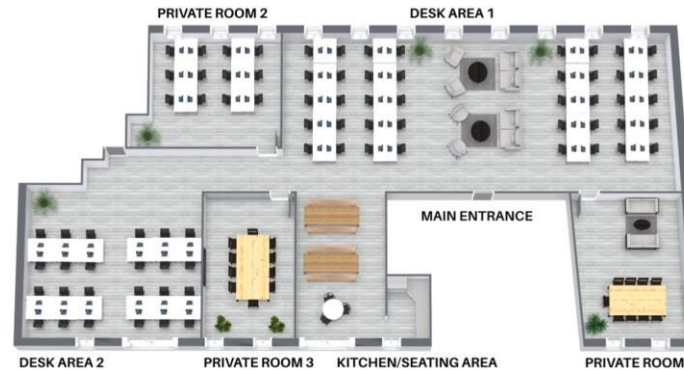 PRIVATE ROOM 2
DESK AREA 1
MAIN ENTRANCE
DESK AREA 2
PRIVATE ROOM 3
KITCHEN/SEATING AREA
PRIVATE ROOM